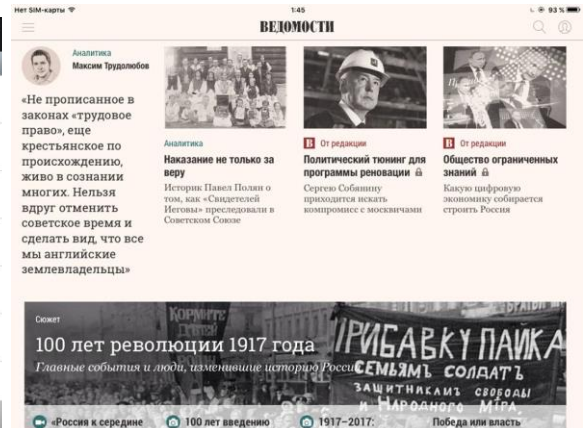 Нет SIM-карты
1:45
93 %
ВЕДОМОСТИ
Аналитика
Максим Трудолюбов
«Не прописанное в
законах «трудовое
право», еще
крестьянское по
происхождению,
живо в сознании
многих. Нельзя
вдруг отменить
советское время и
сделать вид, что все
мы английские
землевладельцы»
Аналитика
Наказание не только за
веру
Историк Павел Полян о
том, как «Свидетелей
Иеговы» преследовали в
Советском Союзе
В От редакции
Политический тюнинг для
программы реновации
Сергею Собянину
приходится искать
компромисс с москвичами
В От редакции
Общество ограниченных
знаний
Какую цифровую
экономику собирается
строить Россия
Сюжет
100 лет революции 1917 года
Главные события и люди, изменившие историю России
КОРМИТЕ
ПРИБАВКУ ПАЙКА
СЕМЬЯМЪ СОЛДАТЪ
ЗАЩИТНИКАМЪ СВОБОДЫ
И НАРОДНОГО МIРА
«Россия к середине
100 лет введению
1917–2017:
Победа или власть